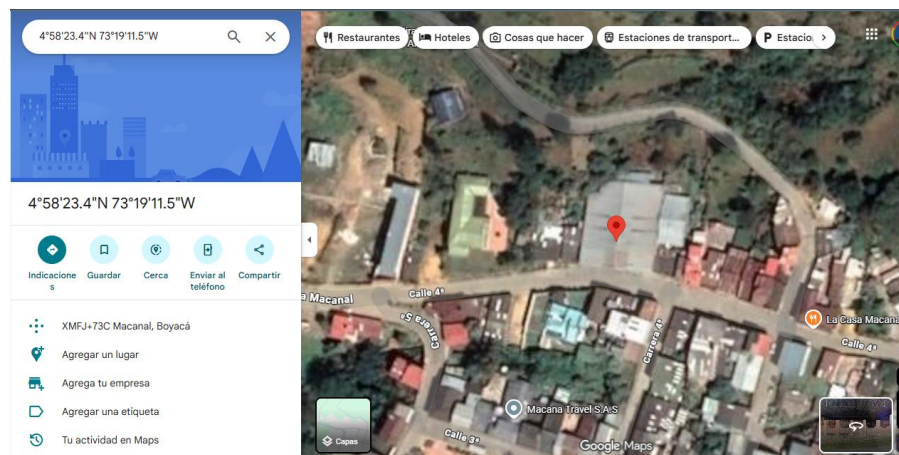 4°58'23.4"N 73°19'11.5"W
Restaurantes
Hoteles
Cosas que hacer
Estaciones de transport...
P Estacio
4°58'23.4"N 73°19'11.5"W
Indicacione
s
Guardar
Cerca
Enviar al
teléfono
Compartir
XMFJ+73C Macanal, Boyacá
Agregar un lugar
Agrega tu empresa
Agregar una etiqueta
Tu actividad en Maps
a Macanal
Calle 4ª
Carrera 5ª
Carrera 4ª
La Casa Macana
Calle 4ª
Macana Travel S.A.S
Calle 3ª
Capas
Google Maps